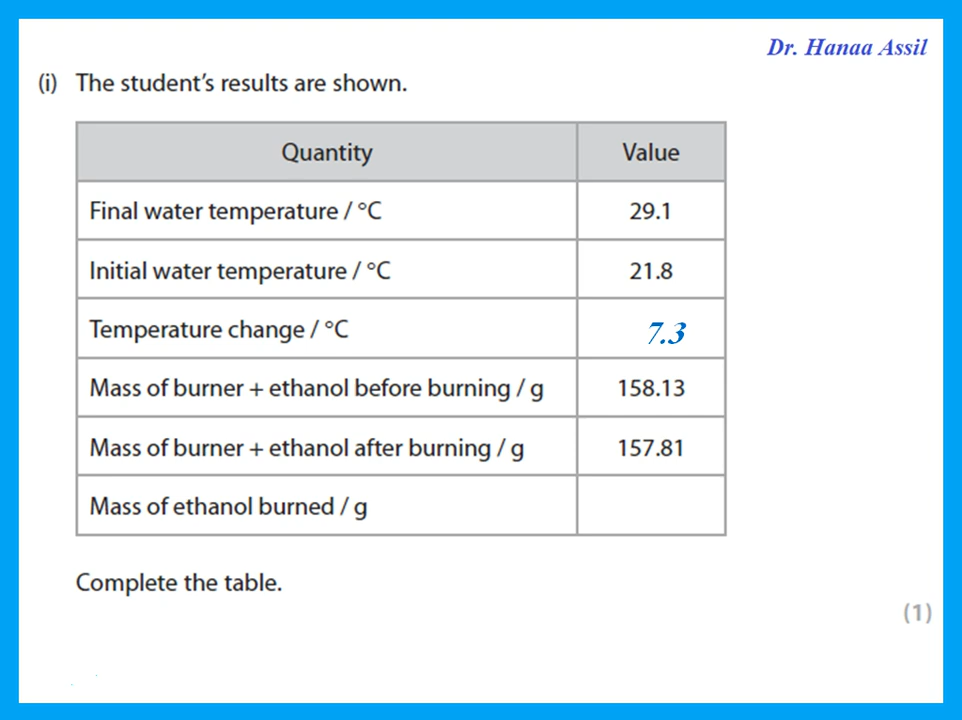 Dr. Hanaa Assil
(i) The student's results are shown.
Quantity Value
Final water temperature / °C 29.1
Initial water temperature / °C 21.8
Temperature change / °C 7.3
Mass of burner + ethanol before burning / g 158.13
Mass of burner + ethanol after burning / g 157.81
Mass of ethanol burned / g
Complete the table.
(1)